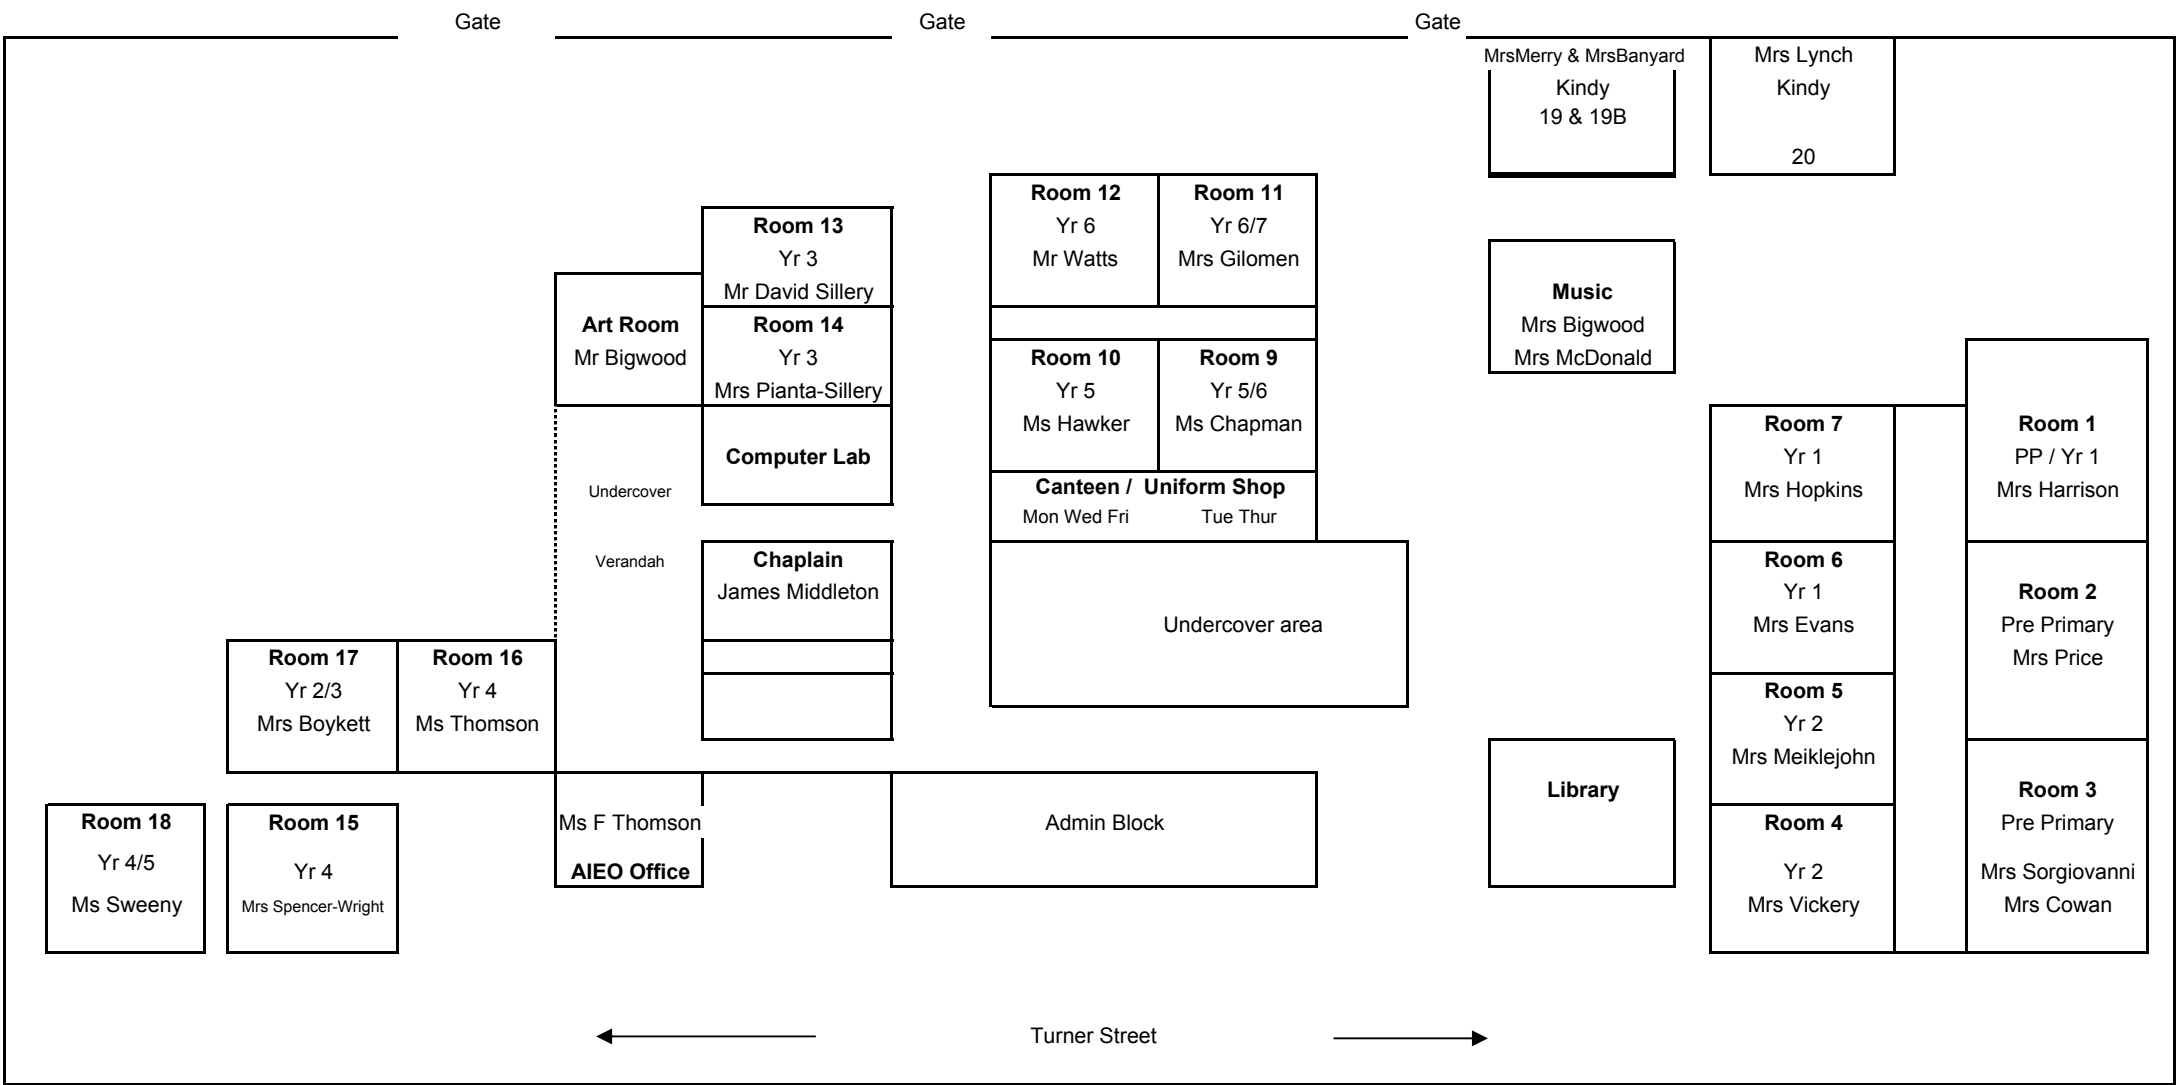 Gate
Gate
Gate
MrsMerry & MrsBanyard
Kindy
19 & 19B
Mrs Lynch
Kindy
20
Room 13
Yr 3
Mr David Sillery
Art Room
Mr Bigwood
Room 14
Yr 3
Mrs Pianta-Sillery
Computer Lab
Undercover
Verandah
Chaplain
James Middleton
Room 12
Yr 6
Mr Watts
Room 11
Yr 6/7
Mrs Gilomen
Room 10
Yr 5
Ms Hawker
Room 9
Yr 5/6
Ms Chapman
Canteen / Uniform Shop
Mon Wed Fri Tue Thur
Undercover area
Music
Mrs Bigwood
Mrs McDonald
Room 7
Yr 1
Mrs Hopkins
Room 6
Yr 1
Mrs Evans
Room 5
Yr 2
Mrs Meiklejohn
Room 4
Yr 2
Mrs Vickery
Room 1
PP / Yr 1
Mrs Harrison
Room 2
Pre Primary
Mrs Price
Room 3
Pre Primary
Mrs Sorgiovanni
Mrs Cowan
Room 17
Yr 2/3
Mrs Boykett
Room 16
Yr 4
Ms Thomson
Room 18
Yr 4/5
Ms Sweeny
Room 15
Yr 4
Mrs Spencer-Wright
Ms F Thomson
AIEO Office
Admin Block
Library
Turner Street